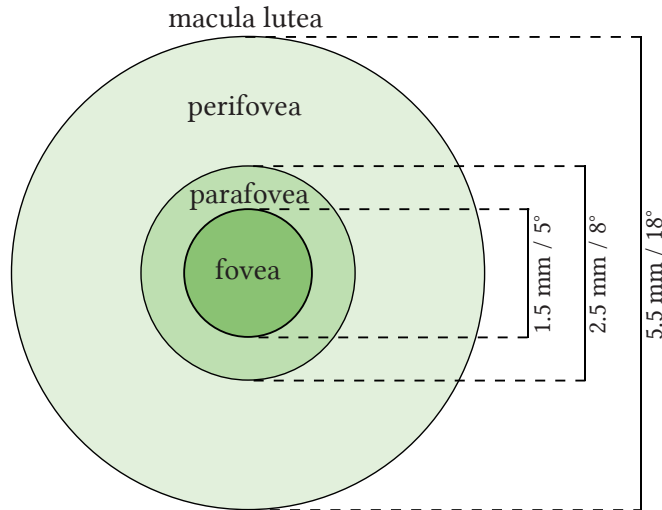 macula lutea
perifovea
parafovea
fovea
1.5 mm / 5°
2.5 mm / 8°
5.5 mm / 18°